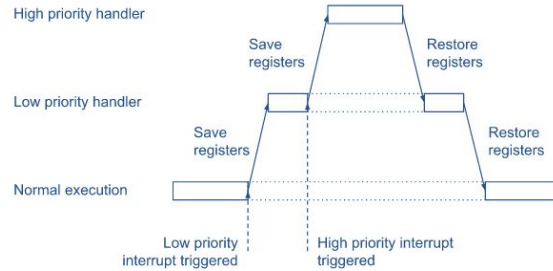 High priority handler
Save
registers
Restore
registers
Low priority handler
Save
registers
Restore
registers
Normal execution
Low priority
interrupt triggered
High priority interrupt
triggered